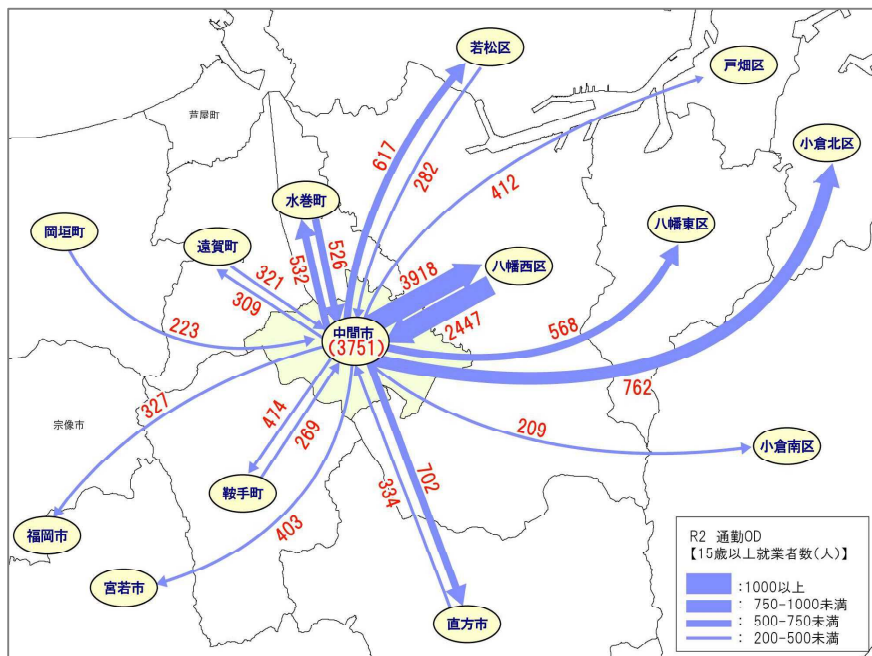 若松区
戸畑区
芦屋町
小倉北区
617
282
412
水巻町
岡垣町
八幡東区
遠賀町
526
532
321
3918
八幡西区
309
223
中間市
(3751)
2447
568
762
327
宗像市
414
269
209
小倉南区
334
702
鞍手町
403
福岡市
宮若市
直方市
R2 通勤OD
【15歳以上就業者数(人)】
:1000以上
: 750-1000未満
: 500-750未満
: 200-500未満